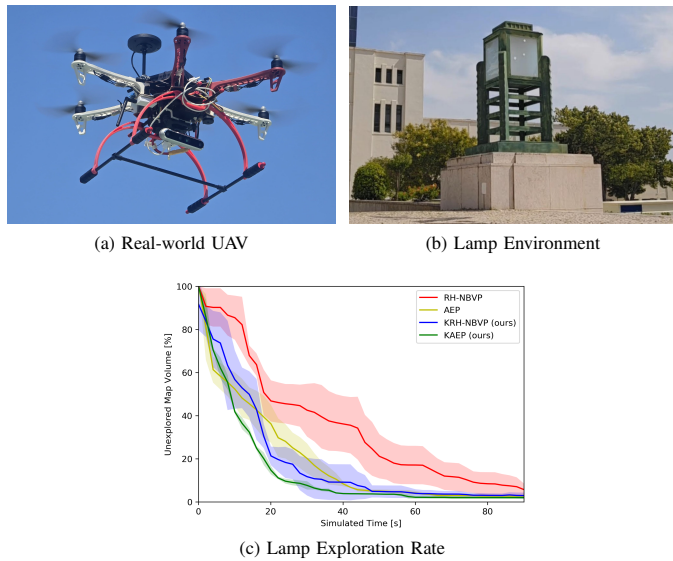 (a) Real-world UAV
(b) Lamp Environment
100
80
60
40
20
0
Unexplored Map Volume [%]
RH-NBVP
AEP
KRH-NBVP (ours)
KAEP (ours)
0
20
40
60
80
Simulated Time [s]
(c) Lamp Exploration Rate